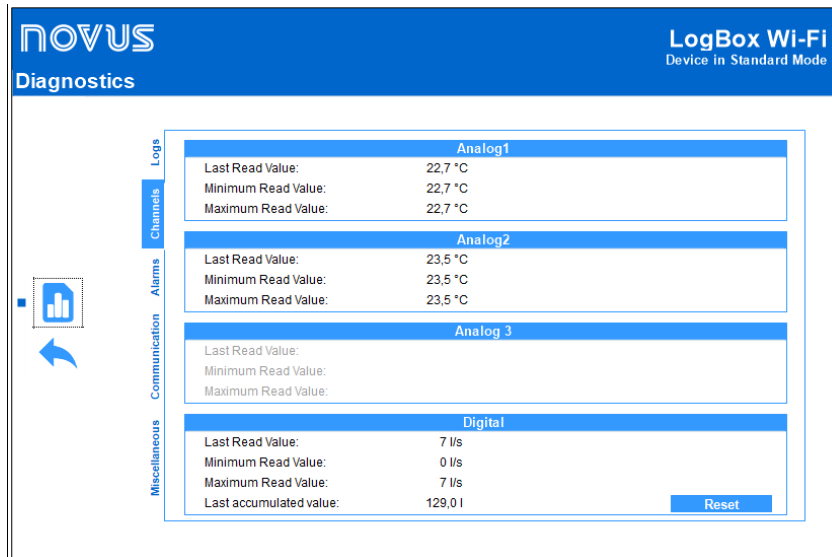 NOVUS
LogBox Wi-Fi
Device in Standard Mode
Diagnostics
Logs
Channels
Alarms
Communication
Miscellaneous
Analog1
Last Read Value: 22,7 °C
Minimum Read Value: 22,7 °C
Maximum Read Value: 22,7 °C
Analog2
Last Read Value: 23,5 °C
Minimum Read Value: 23,5 °C
Maximum Read Value: 23,5 °C
Analog 3
Last Read Value:
Minimum Read Value:
Maximum Read Value:
Digital
Last Read Value: 7 l/s
Minimum Read Value: 0 l/s
Maximum Read Value: 7 l/s
Last accumulated value: 129,0 l
Reset